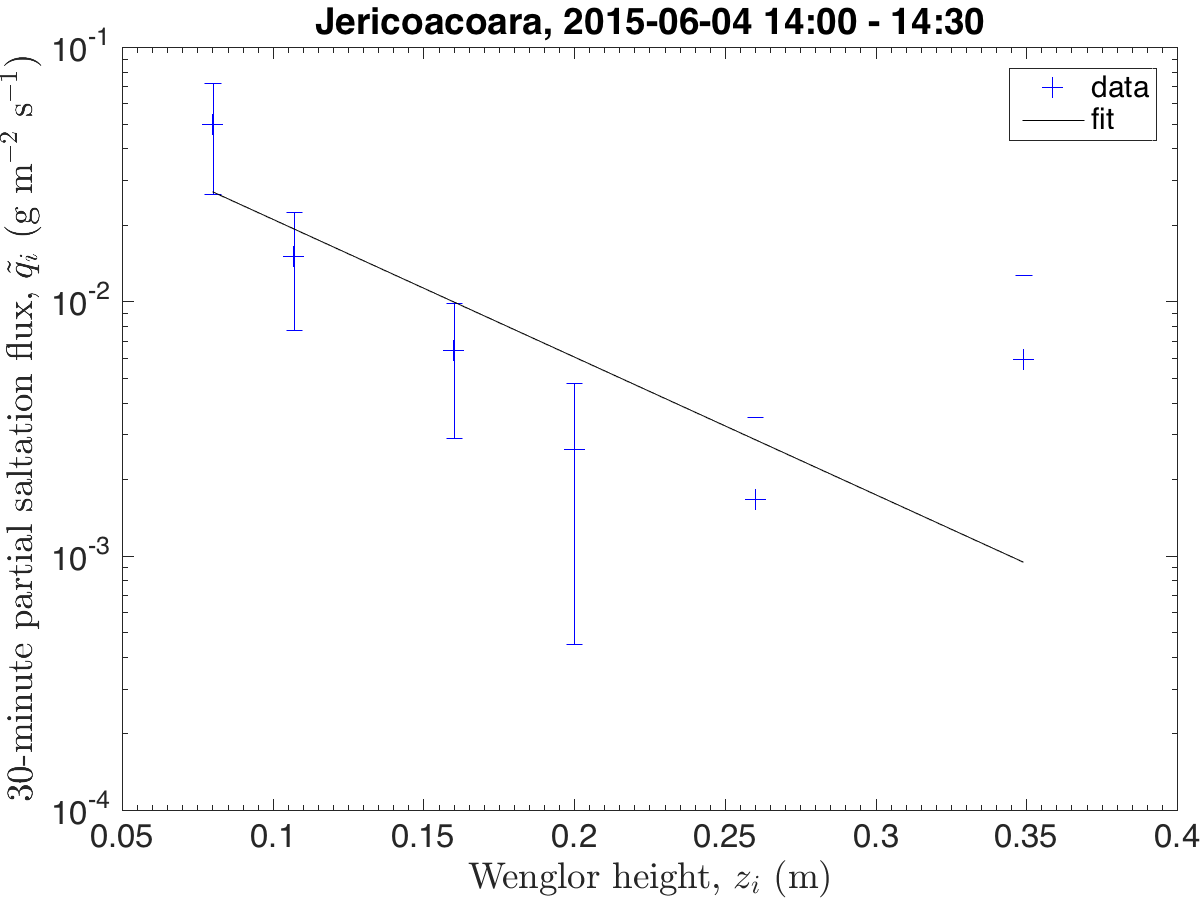 Jericoacoara, 2015-06-04 14:00 - 14:30
30-minute partial saltation flux, q̃ᵢ (g m⁻² s⁻¹)
10⁻¹
10⁻²
10⁻³
10⁻⁴
data
fit
0.05 0.1 0.15 0.2 0.25 0.3 0.35 0.4
Wenglor height, zᵢ (m)